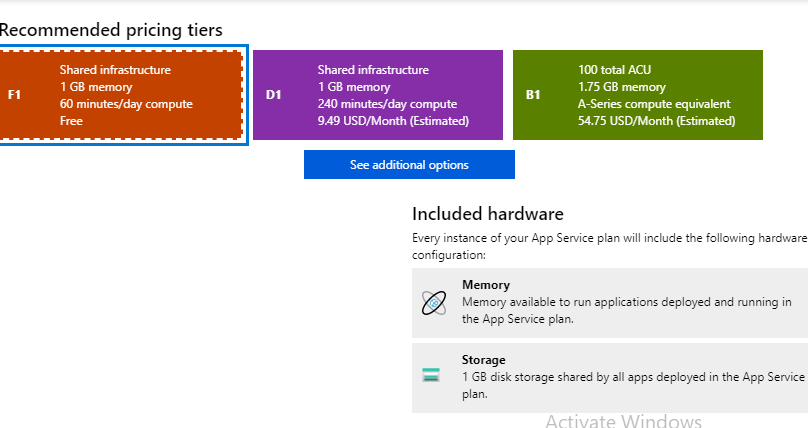 Recommended pricing tiers
F1
Shared infrastructure
1 GB memory
60 minutes/day compute
Free
D1
Shared infrastructure
1 GB memory
240 minutes/day compute
9.49 USD/Month (Estimated)
B1
100 total ACU
1.75 GB memory
A-Series compute equivalent
54.75 USD/Month (Estimated)
See additional options
Included hardware
Every instance of your App Service plan will include the following hardware
configuration:
Memory
Memory available to run applications deployed and running in
the App Service plan.
Storage
1 GB disk storage shared by all apps deployed in the App Service
plan.
Activate Windows